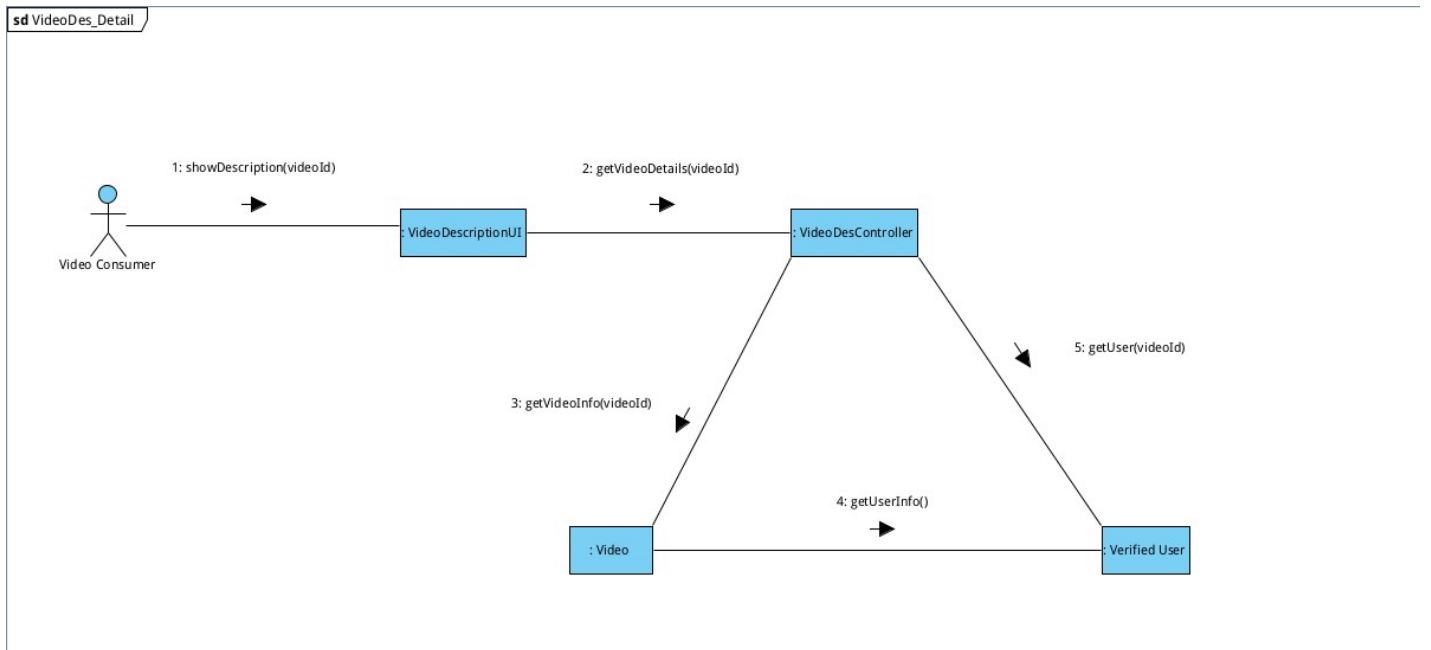 sd VideoDes_Detail
1: showDescription(videoId)
2: getVideoDetails(videoId)
: VideoDescriptionUI
: VideoDesController
Video Consumer
5: getUser(videoId)
3: getVideoInfo(videoId)
4: getUserInfo()
: Video
: Verified User